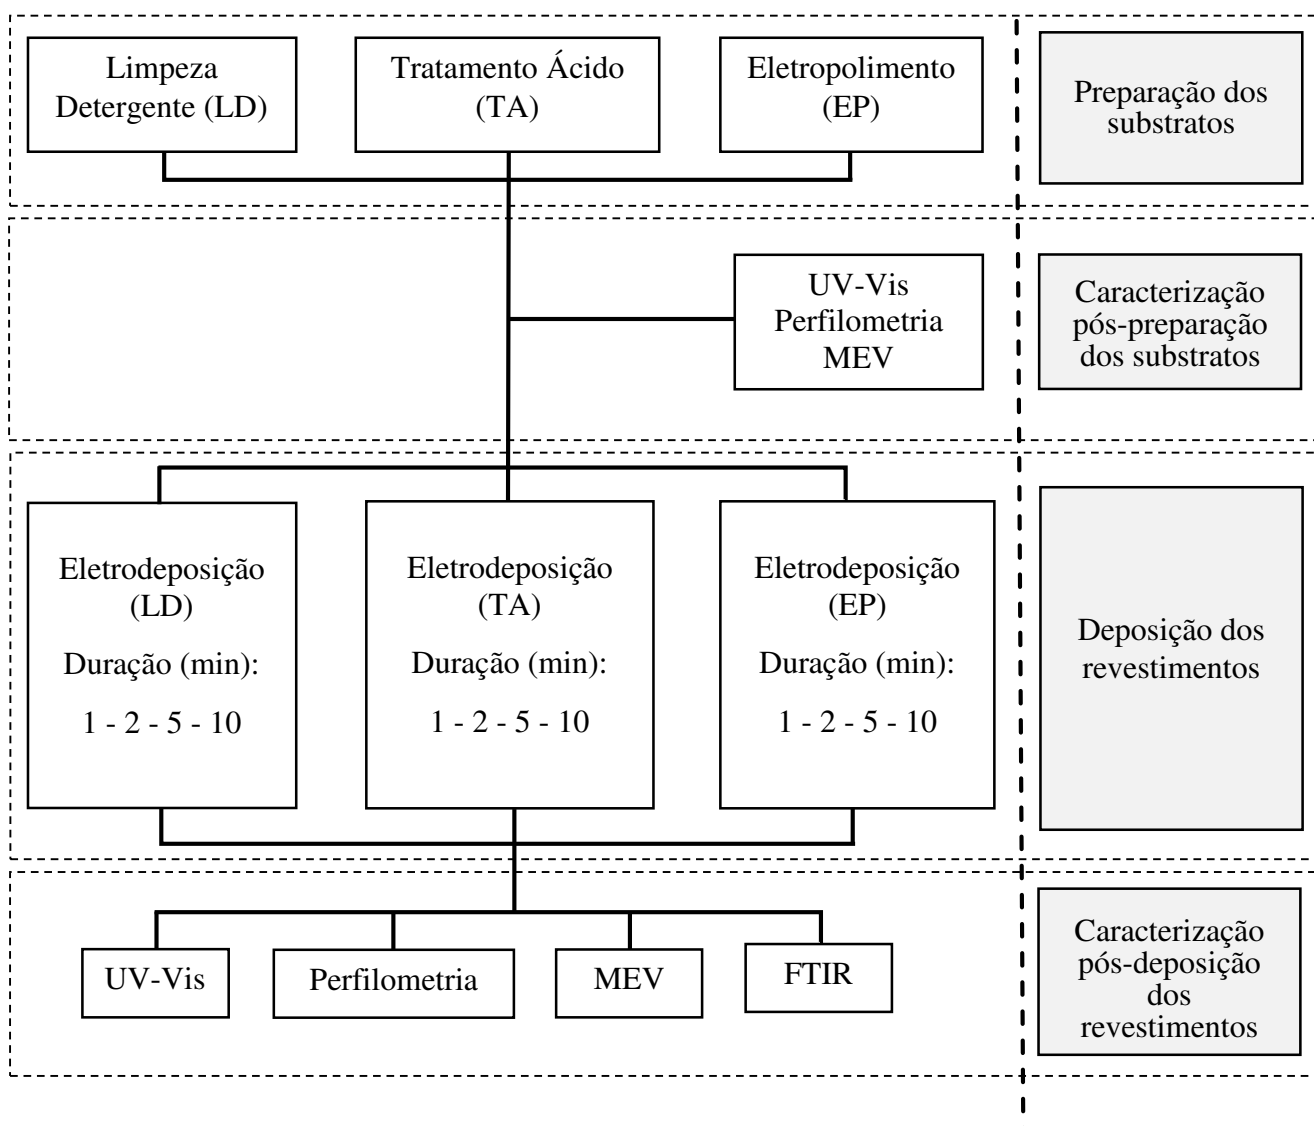 Limpeza
Detergente (LD)
Tratamento Ácido
(TA)
Eletropolimento
(EP)
Preparação dos
substratos
UV-Vis
Perfilometria
MEV
Caracterização
pós-preparação
dos substratos
Eletrodeposição
(LD)
Duração (min):
1 - 2 - 5 - 10
Eletrodeposição
(TA)
Duração (min):
1 - 2 - 5 - 10
Eletrodeposição
(EP)
Duração (min):
1 - 2 - 5 - 10
Deposição dos
revestimentos
UV-Vis
Perfilometria
MEV
FTIR
Caracterização
pós-deposição
dos
revestimentos